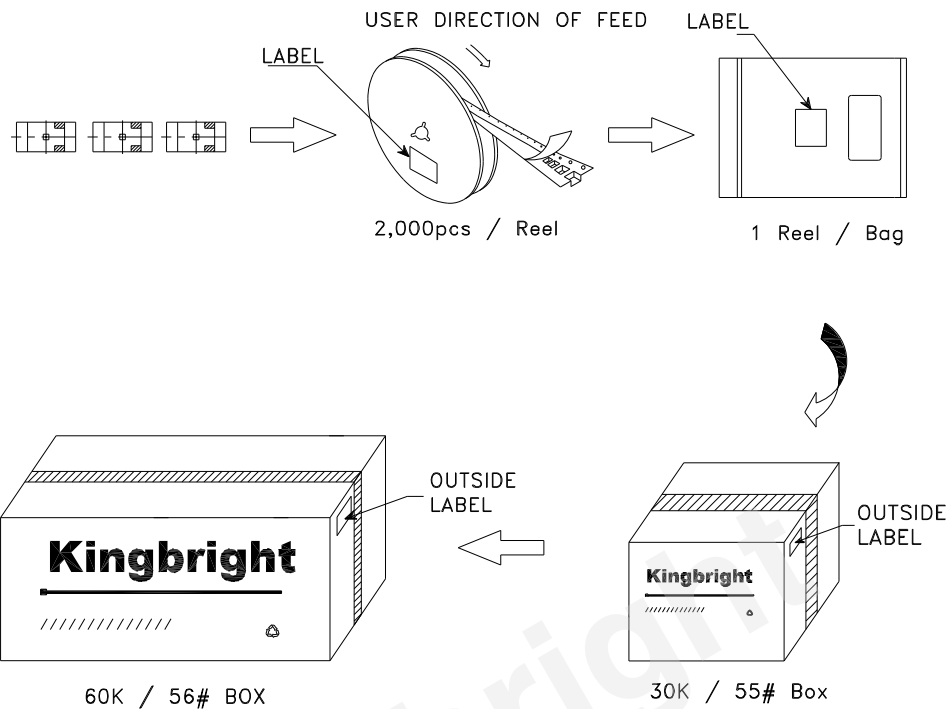 USER DIRECTION OF FEED
LABEL
LABEL
2,000pcs / Reel
1 Reel / Bag
OUTSIDE
LABEL
OUTSIDE
LABEL
Kingbright
Kingbright
60K / 56# BOX
30K / 55# Box
bright